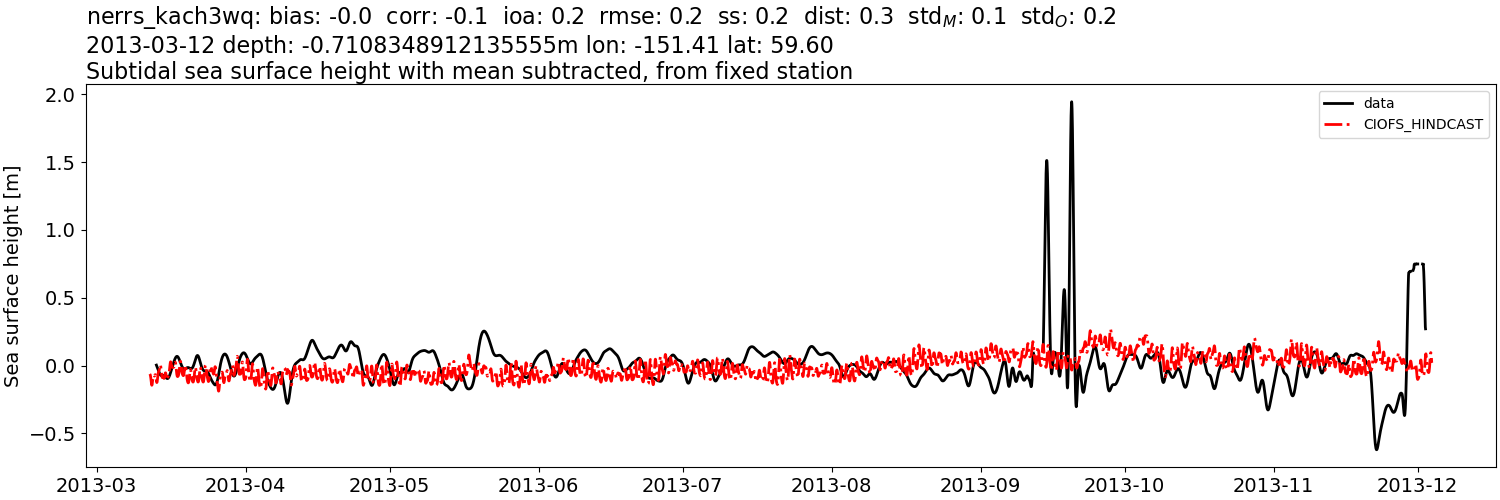 nerrs_kach3wq: bias: -0.0 corr: -0.1 ioa: 0.2 rmse: 0.2 ss: 0.2 dist: 0.3 std_M: 0.1 std_O: 0.2
2013-03-12 depth: -0.7108348912135555m lon: -151.41 lat: 59.60
Subtidal sea surface height with mean subtracted, from fixed station
data
CIOFS_HINDCAST
Sea surface height [m]
2.0
1.5
1.0
0.5
0.0
−0.5
2013-03 2013-04 2013-05 2013-06 2013-07 2013-08 2013-09 2013-10 2013-11 2013-12